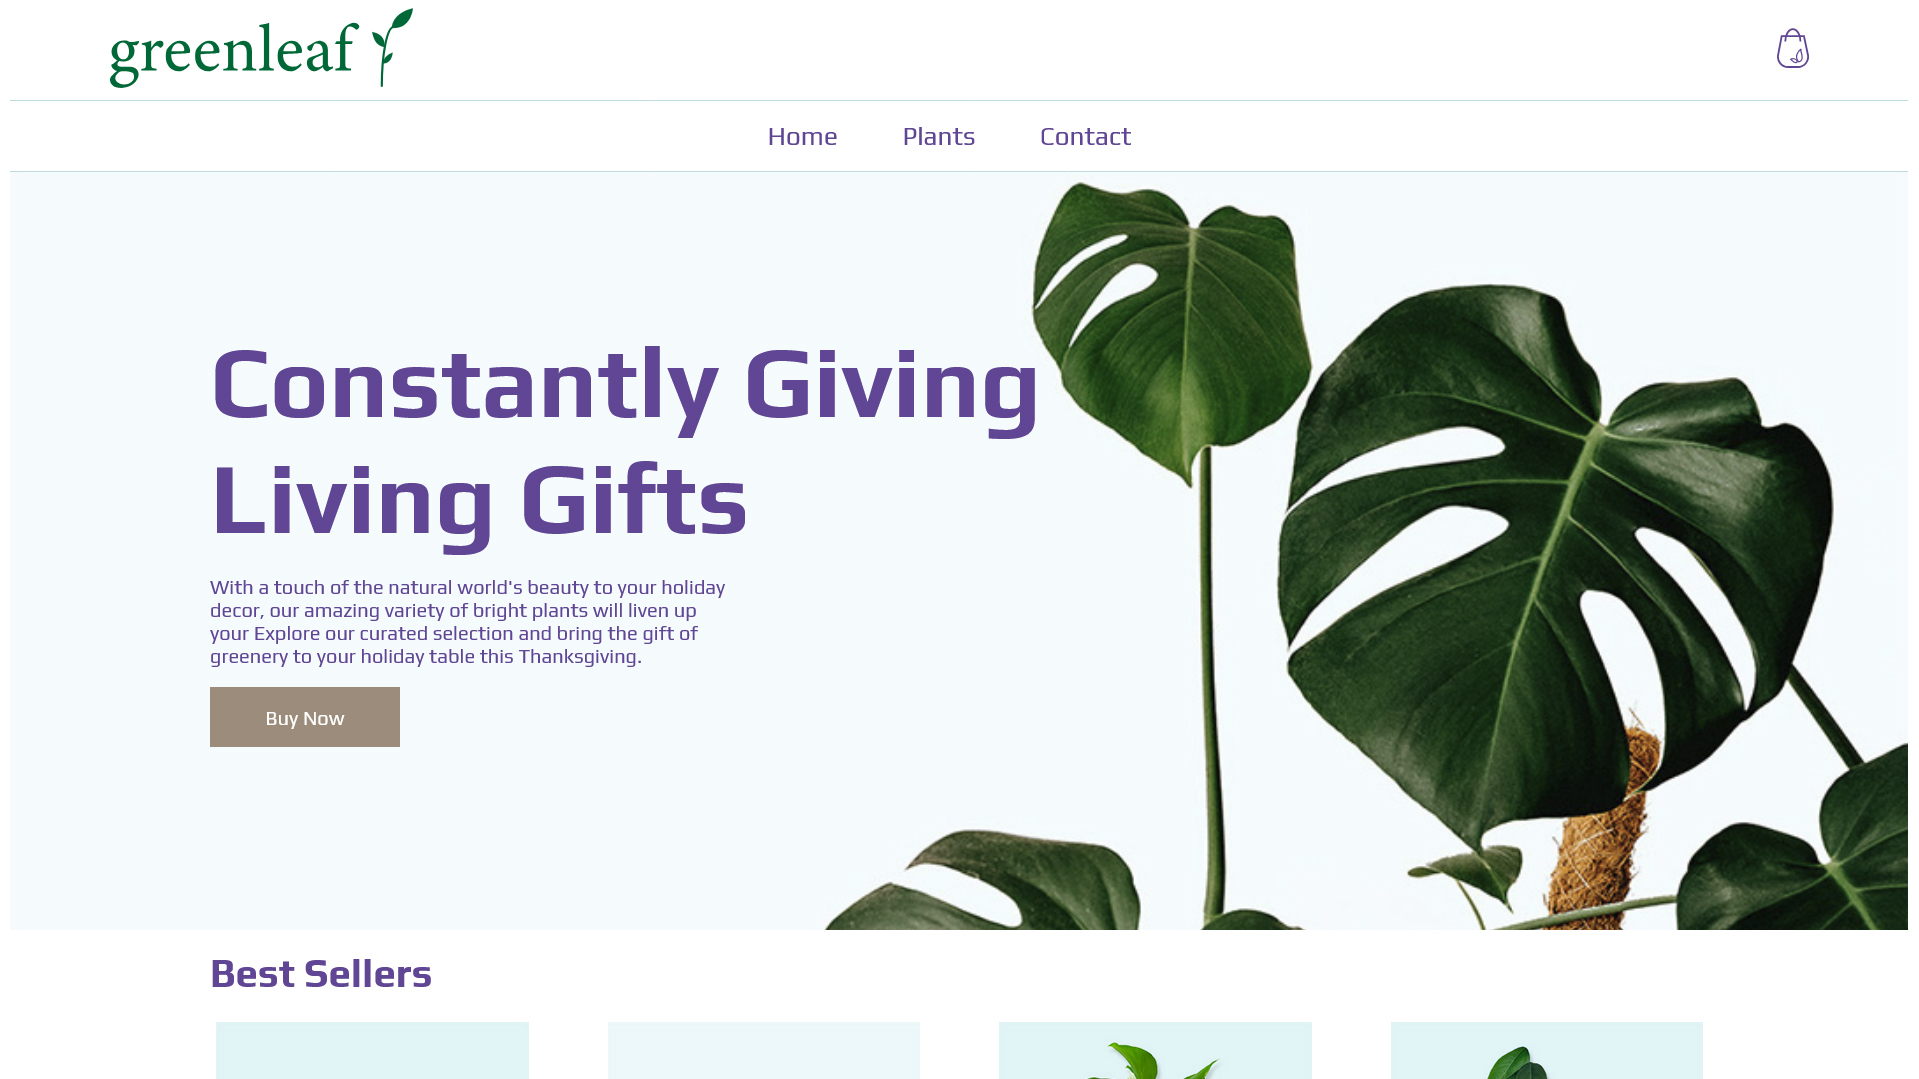 greenleaf
Home
Plants
Contact
Constantly Giving
Living Gifts
With a touch of the natural world's beauty to your holiday
decor, our amazing variety of bright plants will liven up
your Explore our curated selection and bring the gift of
greenery to your holiday table this Thanksgiving.
Buy Now
Best Sellers